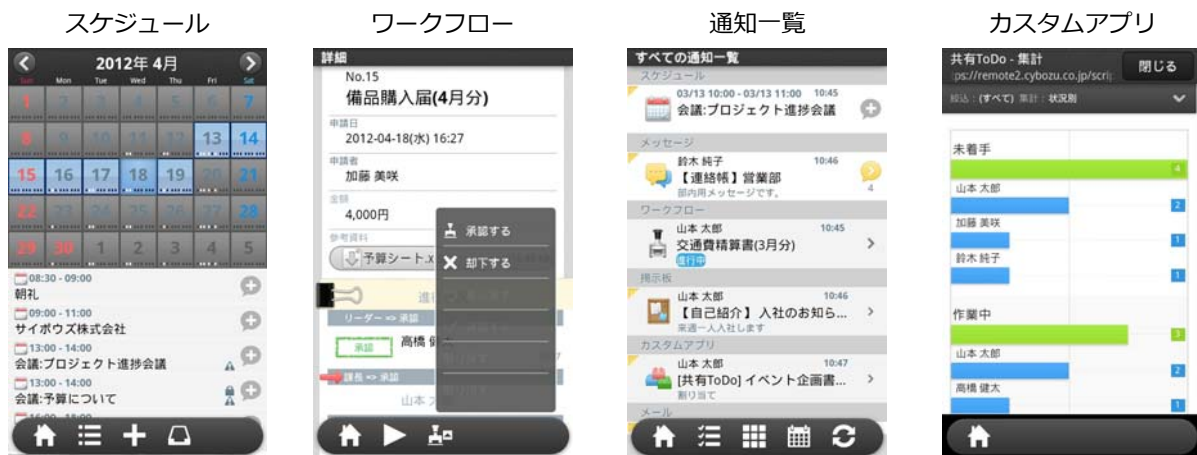 スケジュール
2012年 4月
Sun Mon Tue Wed Thu Fri Sat
1 2 3 4 5 6 7
8 9 10 11 12 13 14
15 16 17 18 19 20 21
22 23 24 25 26 27 28
29 30 1 2 3 4 5
08:30 - 09:00
朝礼
09:00 - 11:00
サイボウズ株式会社
13:00 - 14:00
会議:プロジェクト進捗会議
13:00 - 14:00
会議:予算について
ワークフロー
詳細
No.15
備品購入届(4月分)
申請日
2012-04-18(水) 16:27
申請者
加藤 美咲
金額
4,000円
参考資料
予算シート.x
承認する
却下する
リーダー => 承認
承認
高橋
課長 => 承認
山本
通知一覧
すべての通知一覧
スケジュール
03/13 10:00 - 03/13 11:00 10:45
会議:プロジェクト進捗会議
メッセージ
鈴木 純子 10:46
【連絡帳】営業部
部内用メッセージです。
4
ワークフロー
山本 太郎 10:45
交通費精算書(3月分)
進行中
掲示板
山本 太郎 10:46
【自己紹介】入社のお知ら...
来週一人入社します
カスタムアプリ
山本 太郎 10:47
[共有ToDo] イベント企画書...
割り当て
メール
カスタムアプリ
共有ToDo - 集計
ps://remote2.cybozu.co.jp/scrip
閉じる
絞込 : (すべて) 集計 : 状況別
未着手
4
山本 太郎
2
加藤 美咲
1
鈴木 純子
1
作業中
3
山本 太郎
2
高橋 健太
1